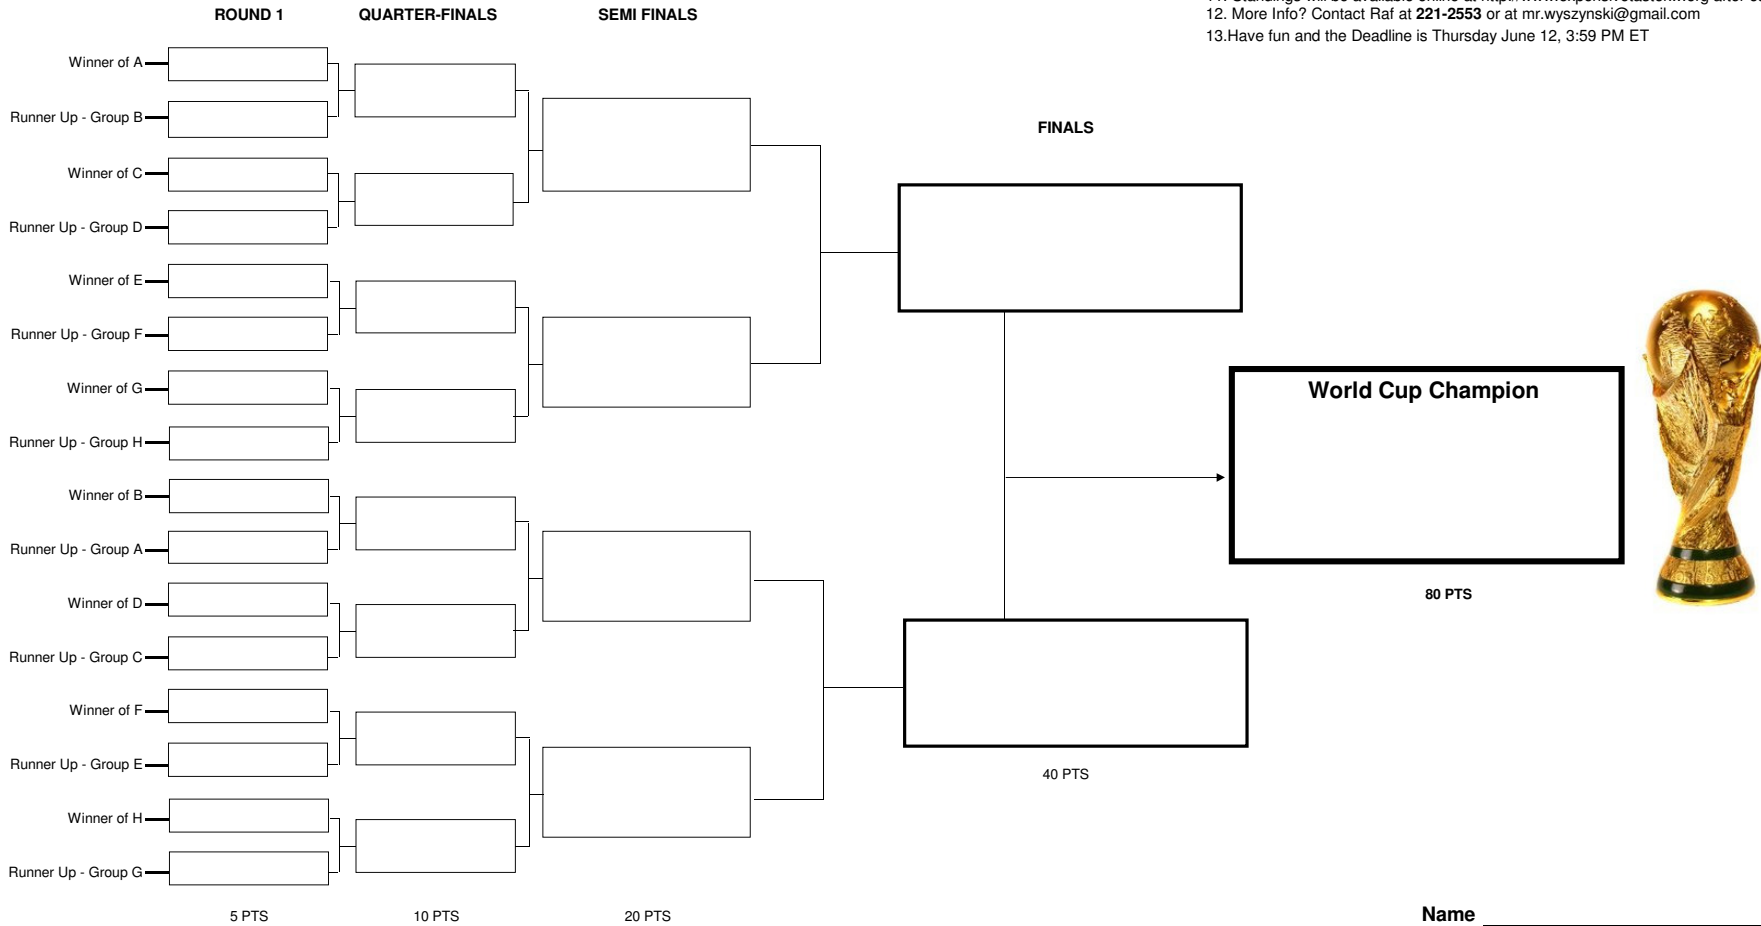 ROUND 1 QUARTER-FINALS SEMI FINALS
12. More Info? Contact Raf at 221-2553 or at mr.wyszynski@gmail.com
13.Have fun and the Deadline is Thursday June 12, 3:59 PM ET
Winner of A
Runner Up - Group B
FINALS
Winner of C
Runner Up - Group D
Winner of E
Runner Up - Group F
Winner of G
World Cup Champion
Runner Up - Group H
Winner of B
Runner Up - Group A
Winner of D
80 PTS
Runner Up - Group C
Winner of F
Runner Up - Group E
40 PTS
Winner of H
Runner Up - Group G
5 PTS 10 PTS 20 PTS
Name